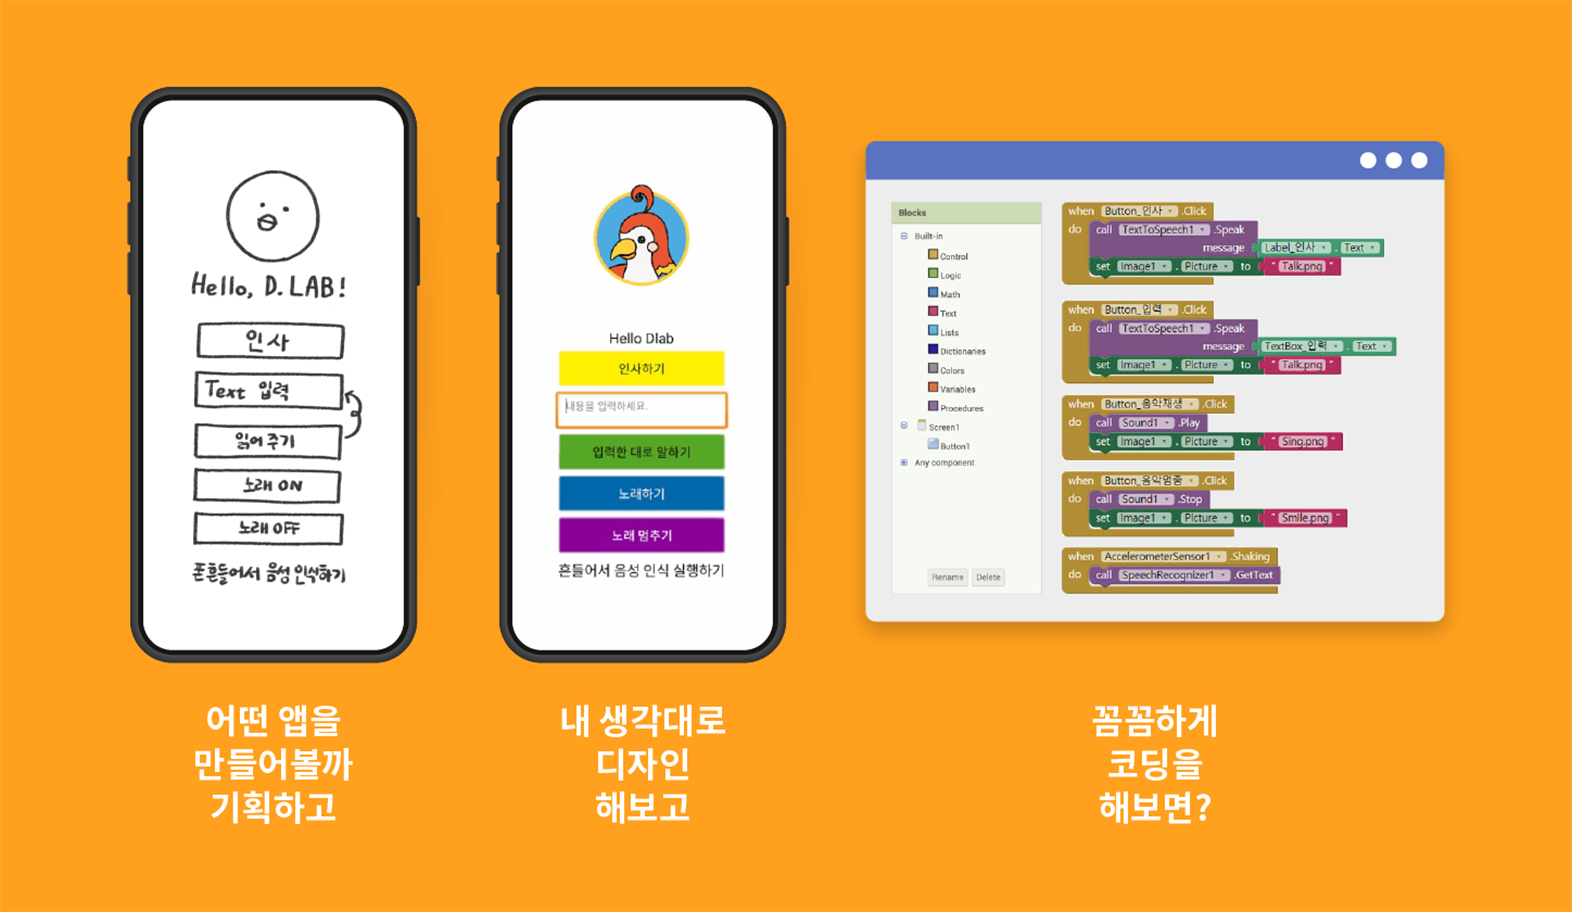 Hello, D. LAB!
인사
Text 입력
읽어주기
노래 ON
노래 OFF
폰흔들어서 음성 인식하기
어떤 앱을
만들어볼까
기획하고
Hello Dlab
인사하기
내용을 입력하세요.
입력한 대로 말하기
노래하기
노래 멈추기
흔들어서 음성 인식 실행하기
내 생각대로
디자인
해보고
Blocks
Built-in
Control
Logic
Math
Text
Lists
Dictionaries
Colors
Variables
Procedures
Screen1
Button1
Any component
Rename Delete
when Button_인사 .Click
do call TextToSpeech1 .Speak
message Label_인사 . Text
set Image1 . Picture to " Talk.png "
when Button_입력 .Click
do call TextToSpeech1 .Speak
message TextBox_입력 . Text
set Image1 . Picture to " Talk.png "
when Button_음악재생 .Click
do call Sound1 .Play
set Image1 . Picture to " Sing.png "
when Button_음악멈춤 .Click
do call Sound1 .Stop
set Image1 . Picture to " Smile.png "
when AccelerometerSensor1 .Shaking
do call SpeechRecognizer1 .GetText
꼼꼼하게
코딩을
해보면?